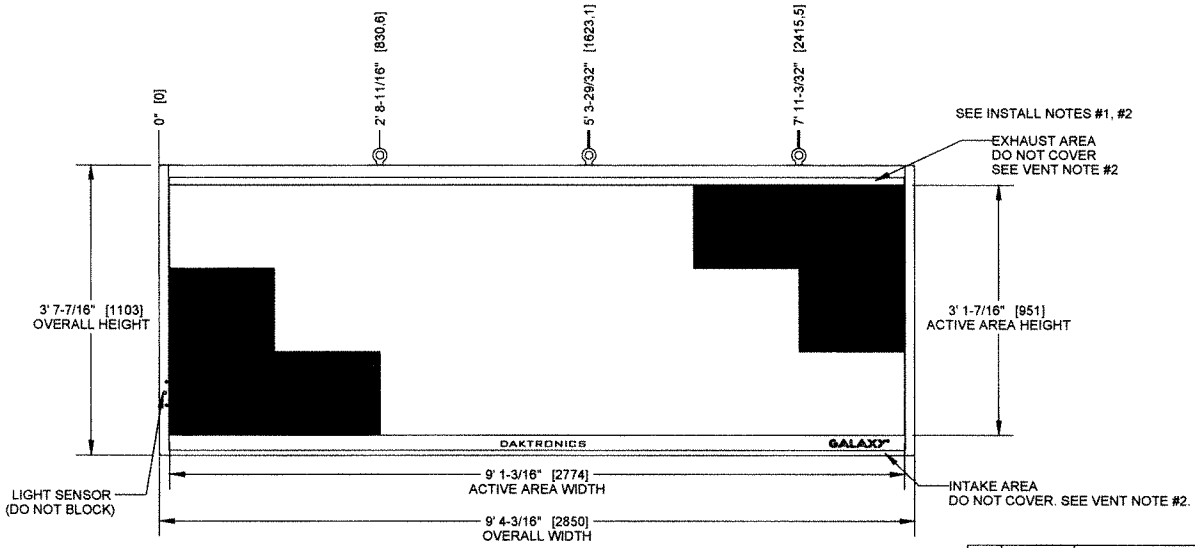 0" [0]
2' 8-11/16" [830,6]
5' 3-29/32" [1623,1]
7' 11-3/32" [2415,5]
SEE INSTALL NOTES #1, #2
EXHAUST AREA
DO NOT COVER
SEE VENT NOTE #2
3' 7-7/16" [1103]
OVERALL HEIGHT
3' 1-7/16" [951]
ACTIVE AREA HEIGHT
DAKTRONICS
GALAXY
9' 1-3/16" [2774]
ACTIVE AREA WIDTH
LIGHT SENSOR
(DO NOT BLOCK)
INTAKE AREA
DO NOT COVER. SEE VENT NOTE #2.
9' 4-3/16" [2850]
OVERALL WIDTH